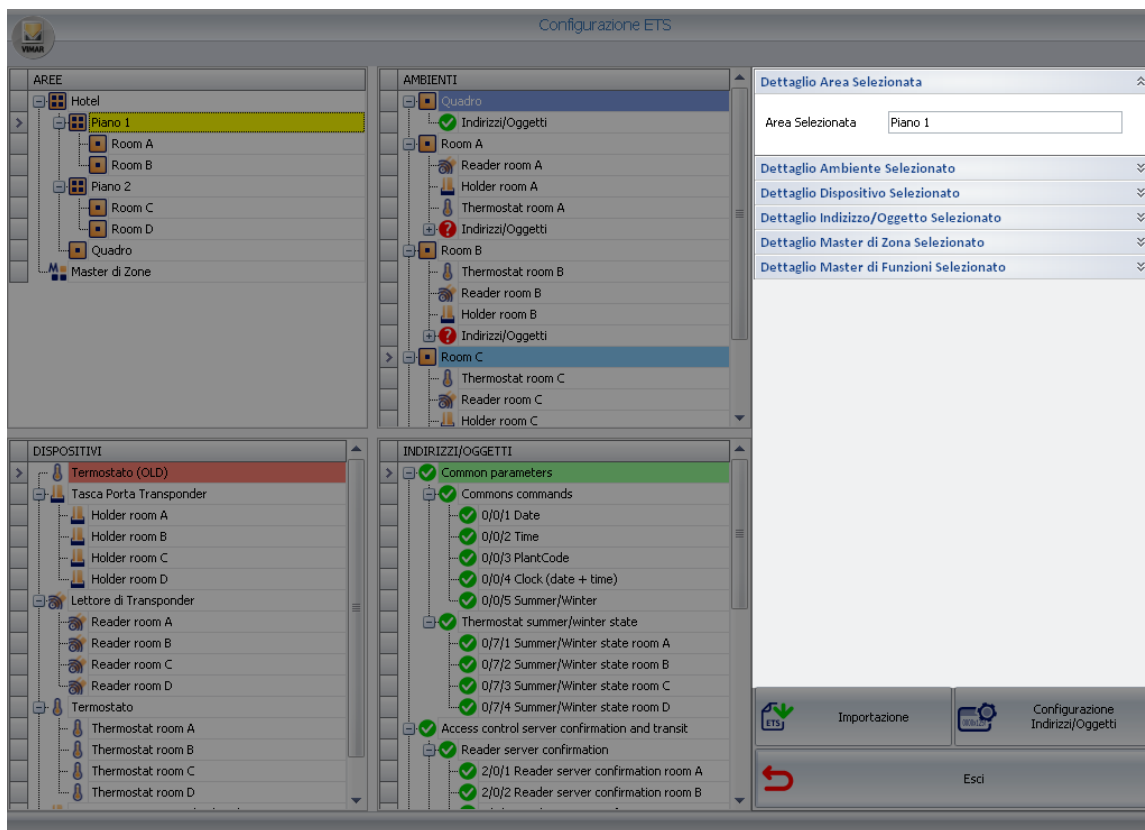 Configurazione ETS
VIMAR
AREE
Hotel
Piano 1
Room A
Room B
Piano 2
Room C
Room D
Quadro
Master di Zone
AMBIENTI
Quadro
Indirizzi/Oggetti
Room A
Reader room A
Holder room A
Thermostat room A
Indirizzi/Oggetti
Room B
Thermostat room B
Reader room B
Holder room B
Indirizzi/Oggetti
Room C
Thermostat room C
Reader room C
Holder room C
Dettaglio Area Selezionata
Area Selezionata Piano 1
Dettaglio Ambiente Selezionato
Dettaglio Dispositivo Selezionato
Dettaglio Indizizzo/Oggetto Selezionato
Dettaglio Master di Zona Selezionato
Dettaglio Master di Funzioni Selezionato
DISPOSITIVI
Termostato (OLD)
Tasca Porta Transponder
Holder room A
Holder room B
Holder room C
Holder room D
Lettore di Transponder
Reader room A
Reader room B
Reader room C
Reader room D
Termostato
Thermostat room A
Thermostat room B
Thermostat room C
Thermostat room D
INDIRIZZI/OGGETTI
Common parameters
Commons commands
0/0/1 Date
0/0/2 Time
0/0/3 PlantCode
0/0/4 Clock (date + time)
0/0/5 Summer/Winter
Thermostat summer/winter state
0/7/1 Summer/Winter state room A
0/7/2 Summer/Winter state room B
0/7/3 Summer/Winter state room C
0/7/4 Summer/Winter state room D
Access control server confirmation and transit
Reader server confirmation
2/0/1 Reader server confirmation room A
2/0/2 Reader server confirmation room B
ETS
Importazione
Configurazione
Indirizzi/Oggetti
Esci